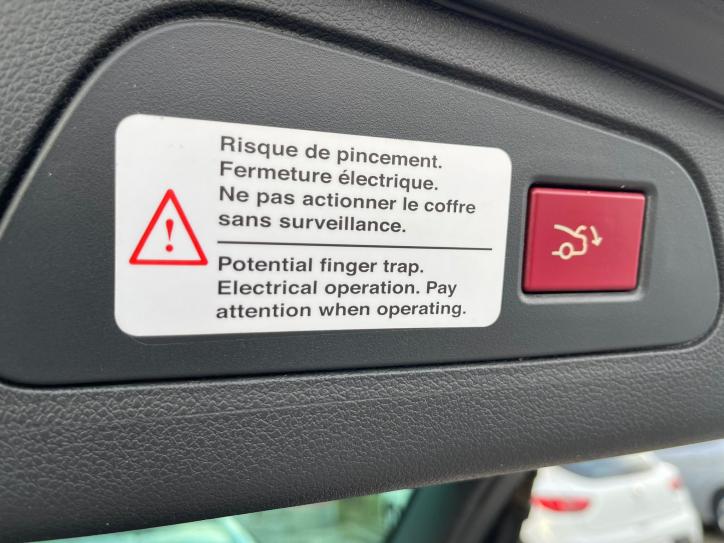 Risque de pincement.
Fermeture électrique.
Ne pas actionner le coffre
sans surveillance.
Potential finger trap.
Electrical operation. Pay
attention when operating.